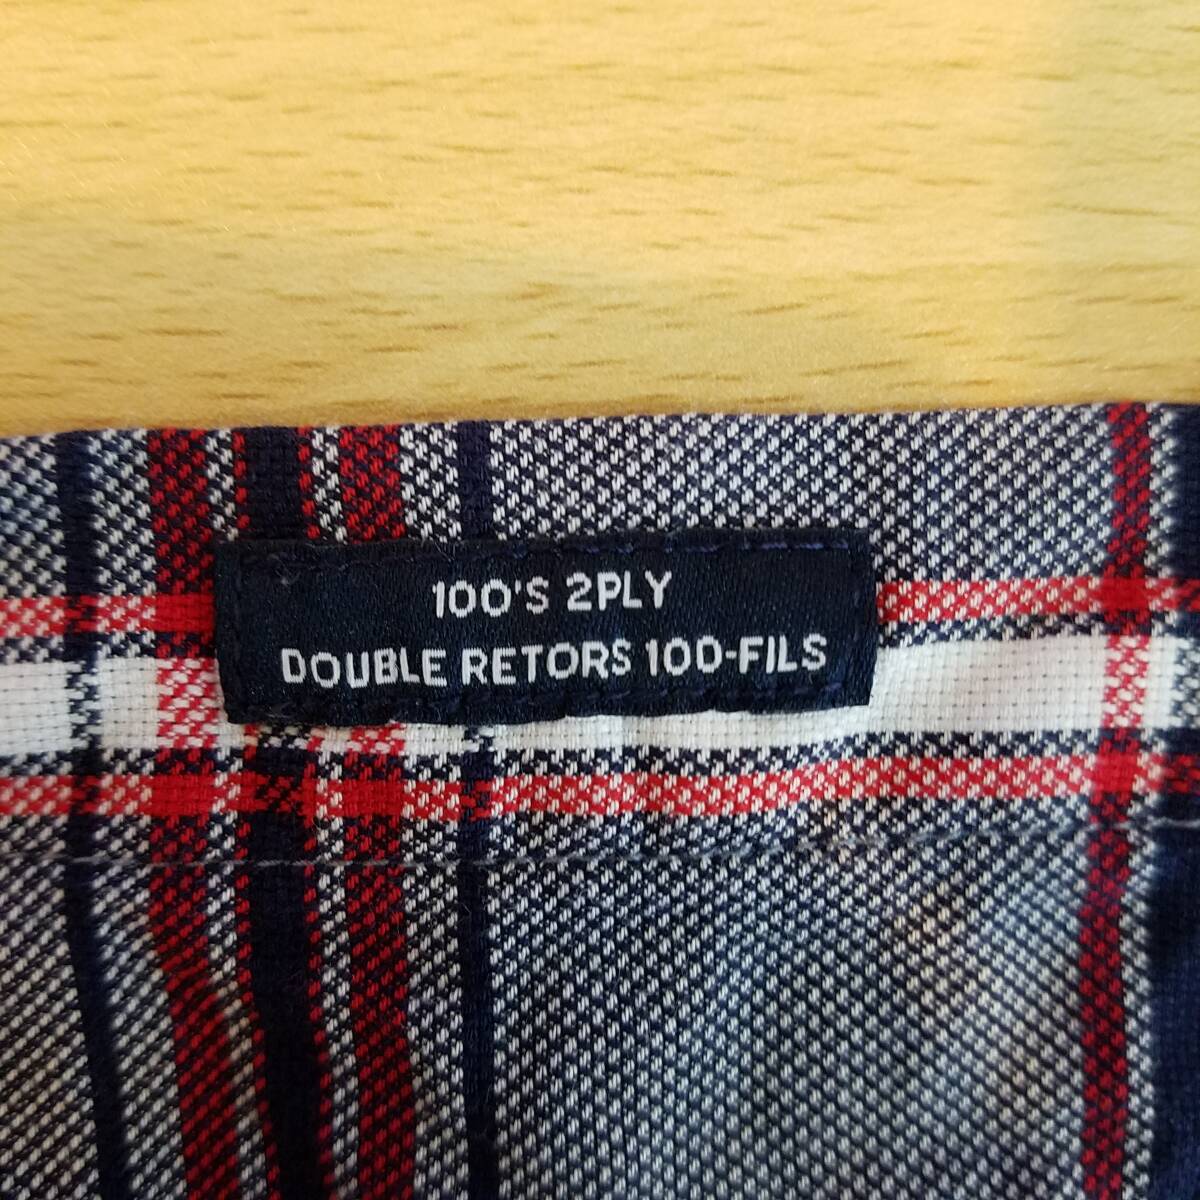 100'S 2PLY
DOUBLE RETORS 100-FILS